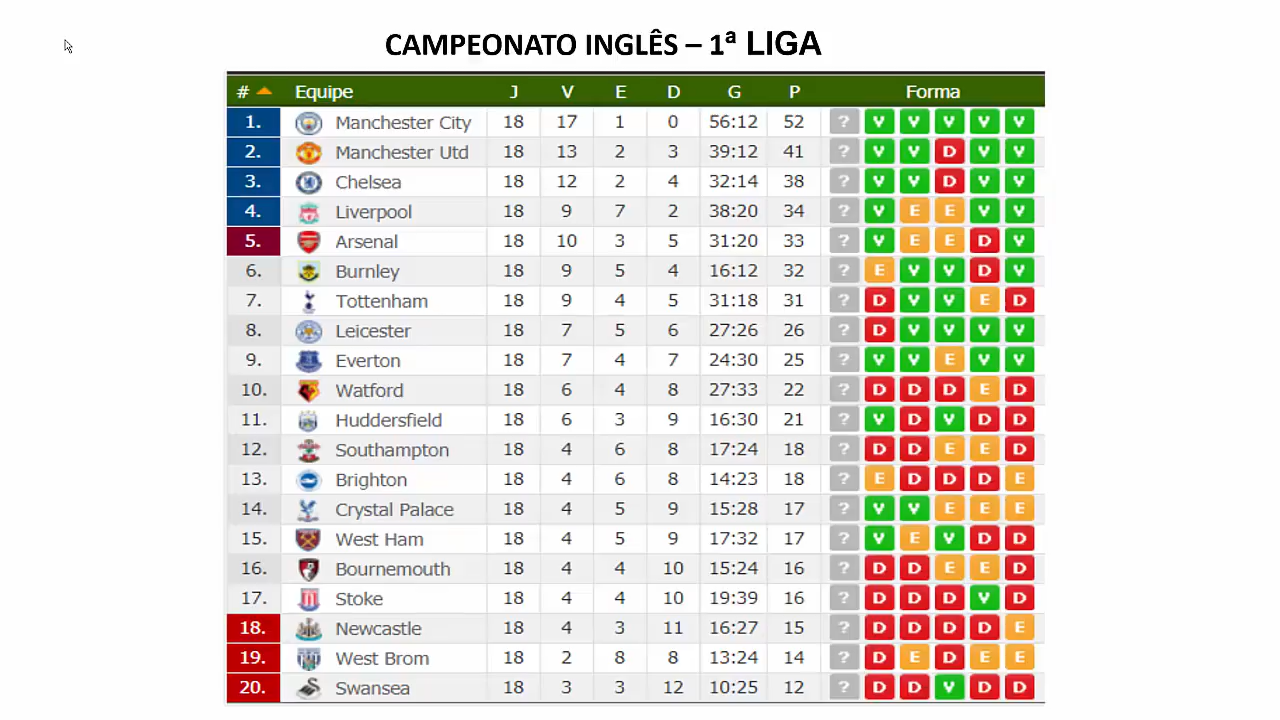 CAMPEONATO INGLÊS – 1ª LIGA
# Equipe J V E D G P Forma
1. Manchester City 18 17 1 0 56:12 52 ? V V V V V
2. Manchester Utd 18 13 2 3 39:12 41 ? V V D V V
3. Chelsea 18 12 2 4 32:14 38 ? V V D V V
4. Liverpool 18 9 7 2 38:20 34 ? V E E V V
5. Arsenal 18 10 3 5 31:20 33 ? V E E D V
6. Burnley 18 9 5 4 16:12 32 ? E V V D V
7. Tottenham 18 9 4 5 31:18 31 ? D V V E D
8. Leicester 18 7 5 6 27:26 26 ? D V V V V
9. Everton 18 7 4 7 24:30 25 ? V V E V V
10. Watford 18 6 4 8 27:33 22 ? D D D E D
11. Huddersfield 18 6 3 9 16:30 21 ? V D V D D
12. Southampton 18 4 6 8 17:24 18 ? D D E E D
13. Brighton 18 4 6 8 14:23 18 ? E D D D E
14. Crystal Palace 18 4 5 9 15:28 17 ? V V E E E
15. West Ham 18 4 5 9 17:32 17 ? V E V D D
16. Bournemouth 18 4 4 10 15:24 16 ? D D E E D
17. Stoke 18 4 4 10 19:39 16 ? D D D V D
18. Newcastle 18 4 3 11 16:27 15 ? D D D D E
19. West Brom 18 2 8 8 13:24 14 ? D E D E E
20. Swansea 18 3 3 12 10:25 12 ? D D V D D